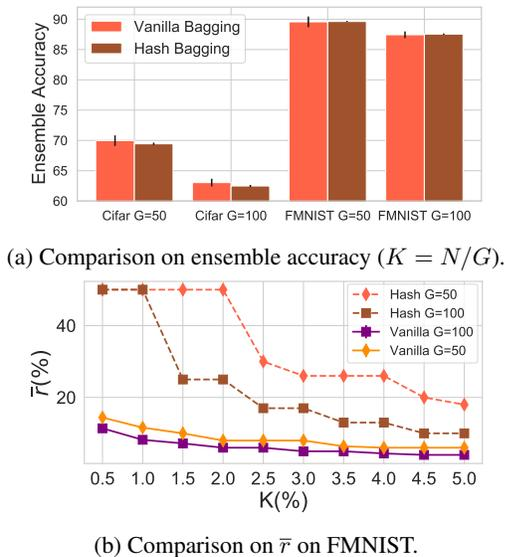 90
85
80
75
70
65
60
Ensemble Accuracy
Vanilla Bagging
Hash Bagging
Cifar G=50 Cifar G=100 FMNIST G=50 FMNIST G=100
(a) Comparison on ensemble accuracy (K = N/G).
40
20
r̅(%)
Hash G=50
Hash G=100
Vanilla G=100
Vanilla G=50
0.5 1.0 1.5 2.0 2.5 3.0 3.5 4.0 4.5 5.0
K(%)
(b) Comparison on r̅ on FMNIST.